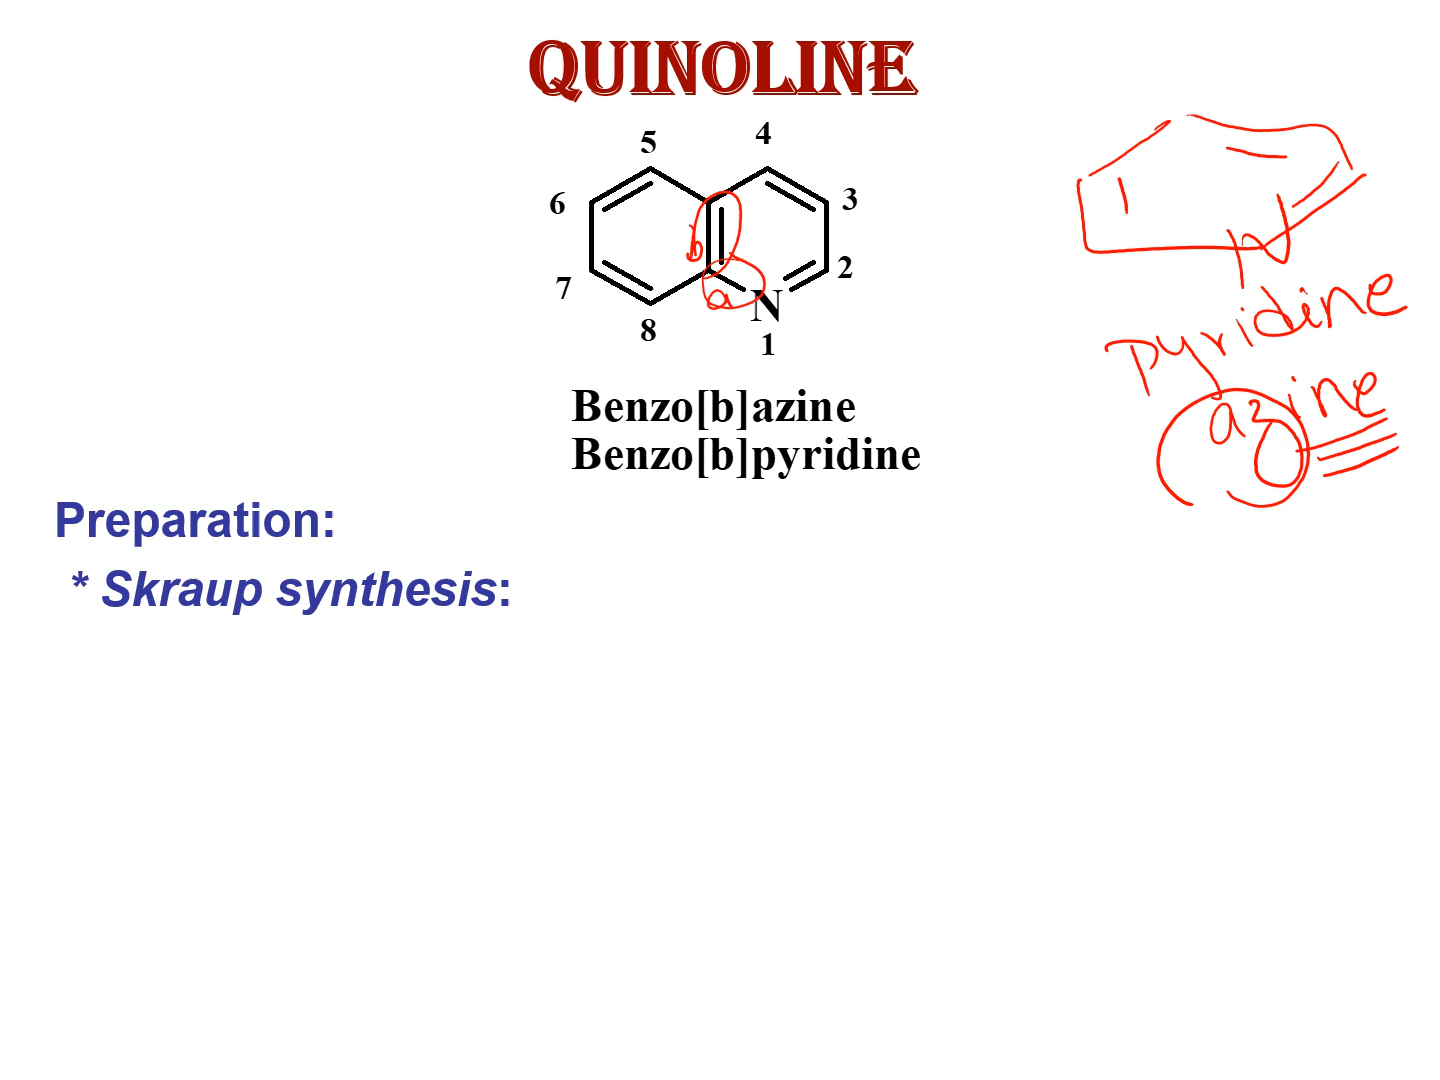 QUINOLINE
5
4
6
3
b
7
2
a
N
8
1
N
pyridine
azine
Benzo[b]azine
Benzo[b]pyridine
Preparation:
* Skraup synthesis: